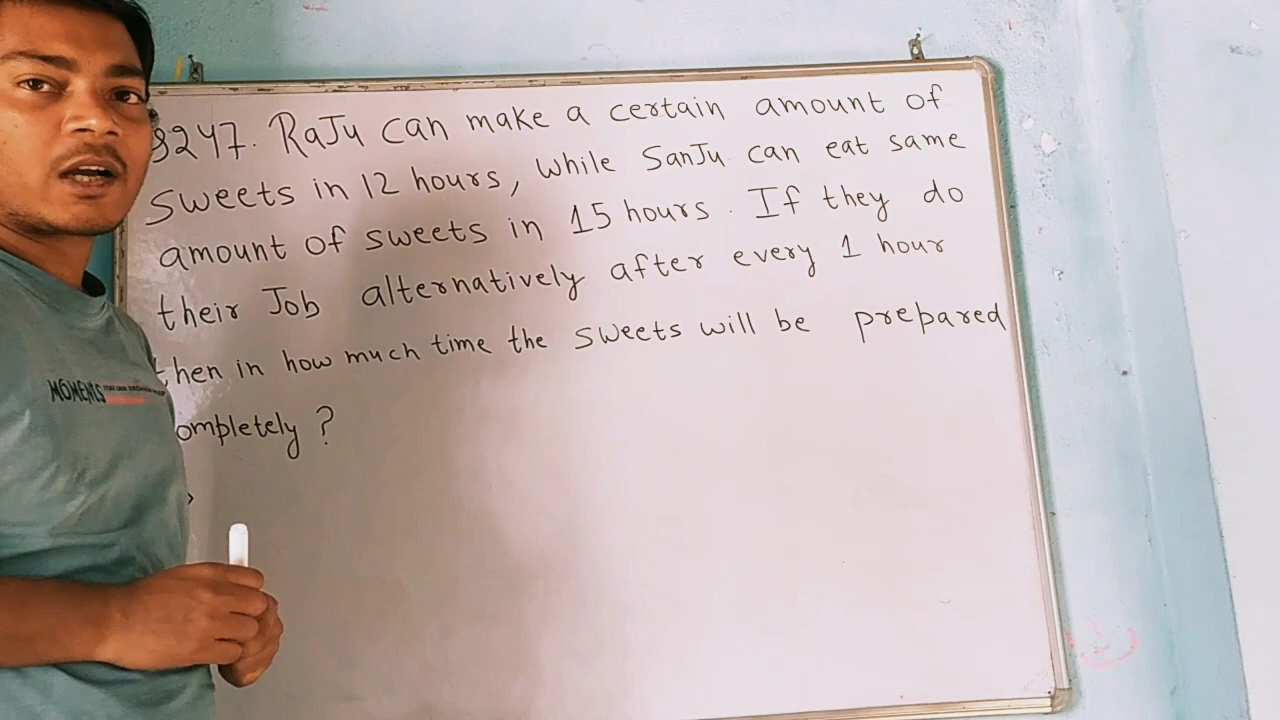 8247. RaJu can make a certain amount of
sweets in 12 hours, while SanJu can eat same
amount of sweets in 15 hours. If they do
their Job alternatively after every 1 hour
then in how much time the sweets will be prepared
ompletely ?
MOMENTS